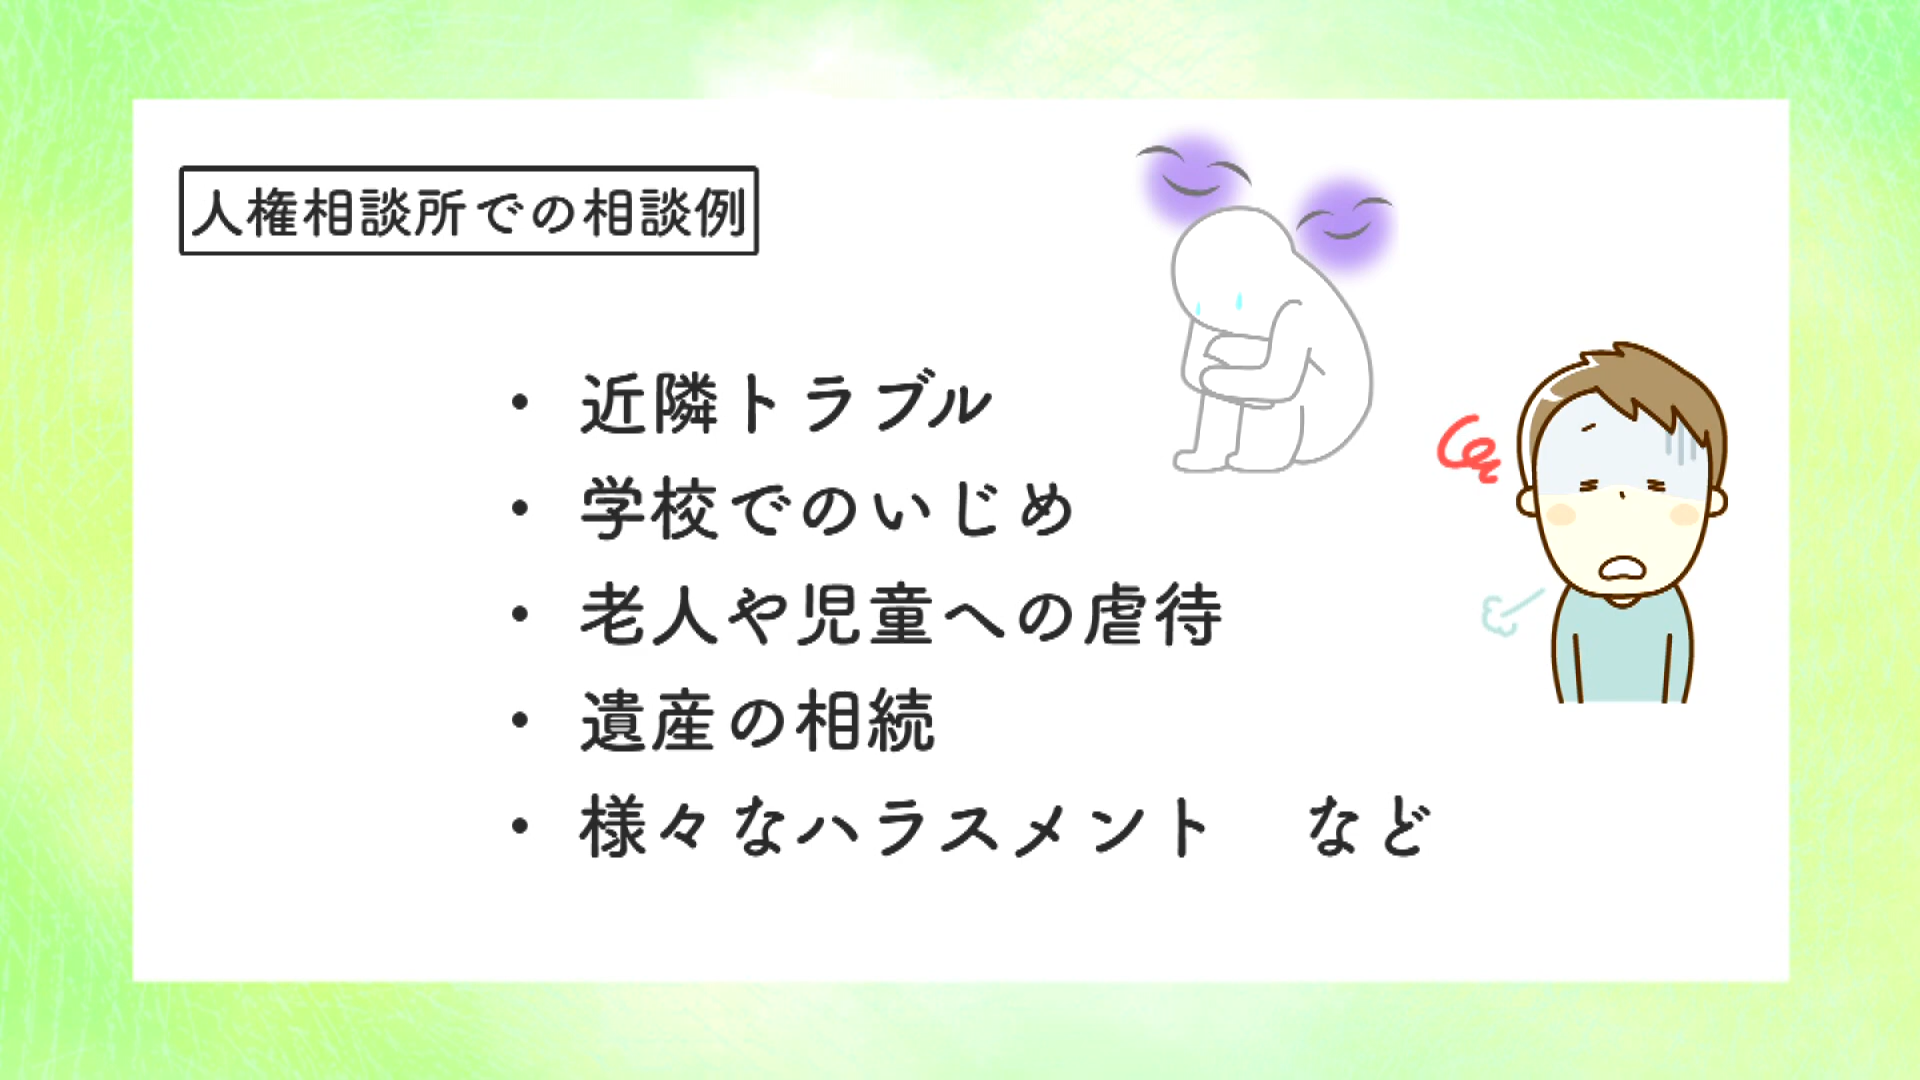 人権相談所での相談例
・ 近隣トラブル
・ 学校でのいじめ
・ 老人や児童への虐待
・ 遺産の相続
・ 様々なハラスメント　など